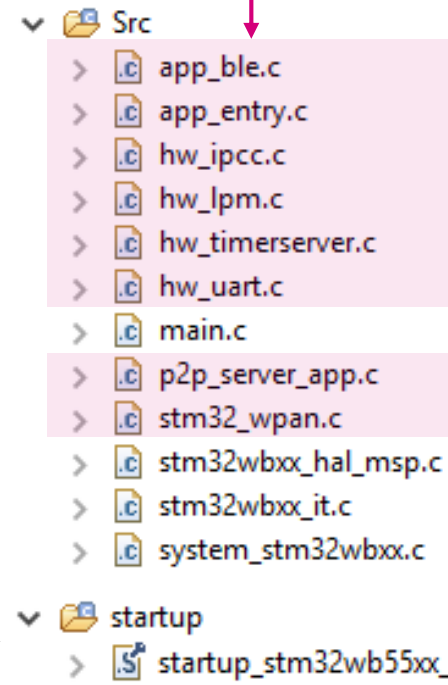 Src
.c app_ble.c
.c app_entry.c
.c hw_ipcc.c
.c hw_lpm.c
.c hw_timerserver.c
.c hw_uart.c
.c main.c
.c p2p_server_app.c
.c stm32_wpan.c
.c stm32wbxx_hal_msp.c
.c stm32wbxx_it.c
.c system_stm32wbxx.c
startup
.S startup_stm32wb55xx_